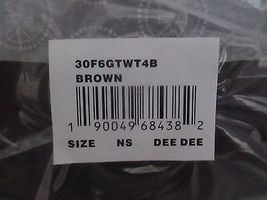 30F6GTWT4B
BROWN
1 90049 68438 2
SIZE NS DEE DEE